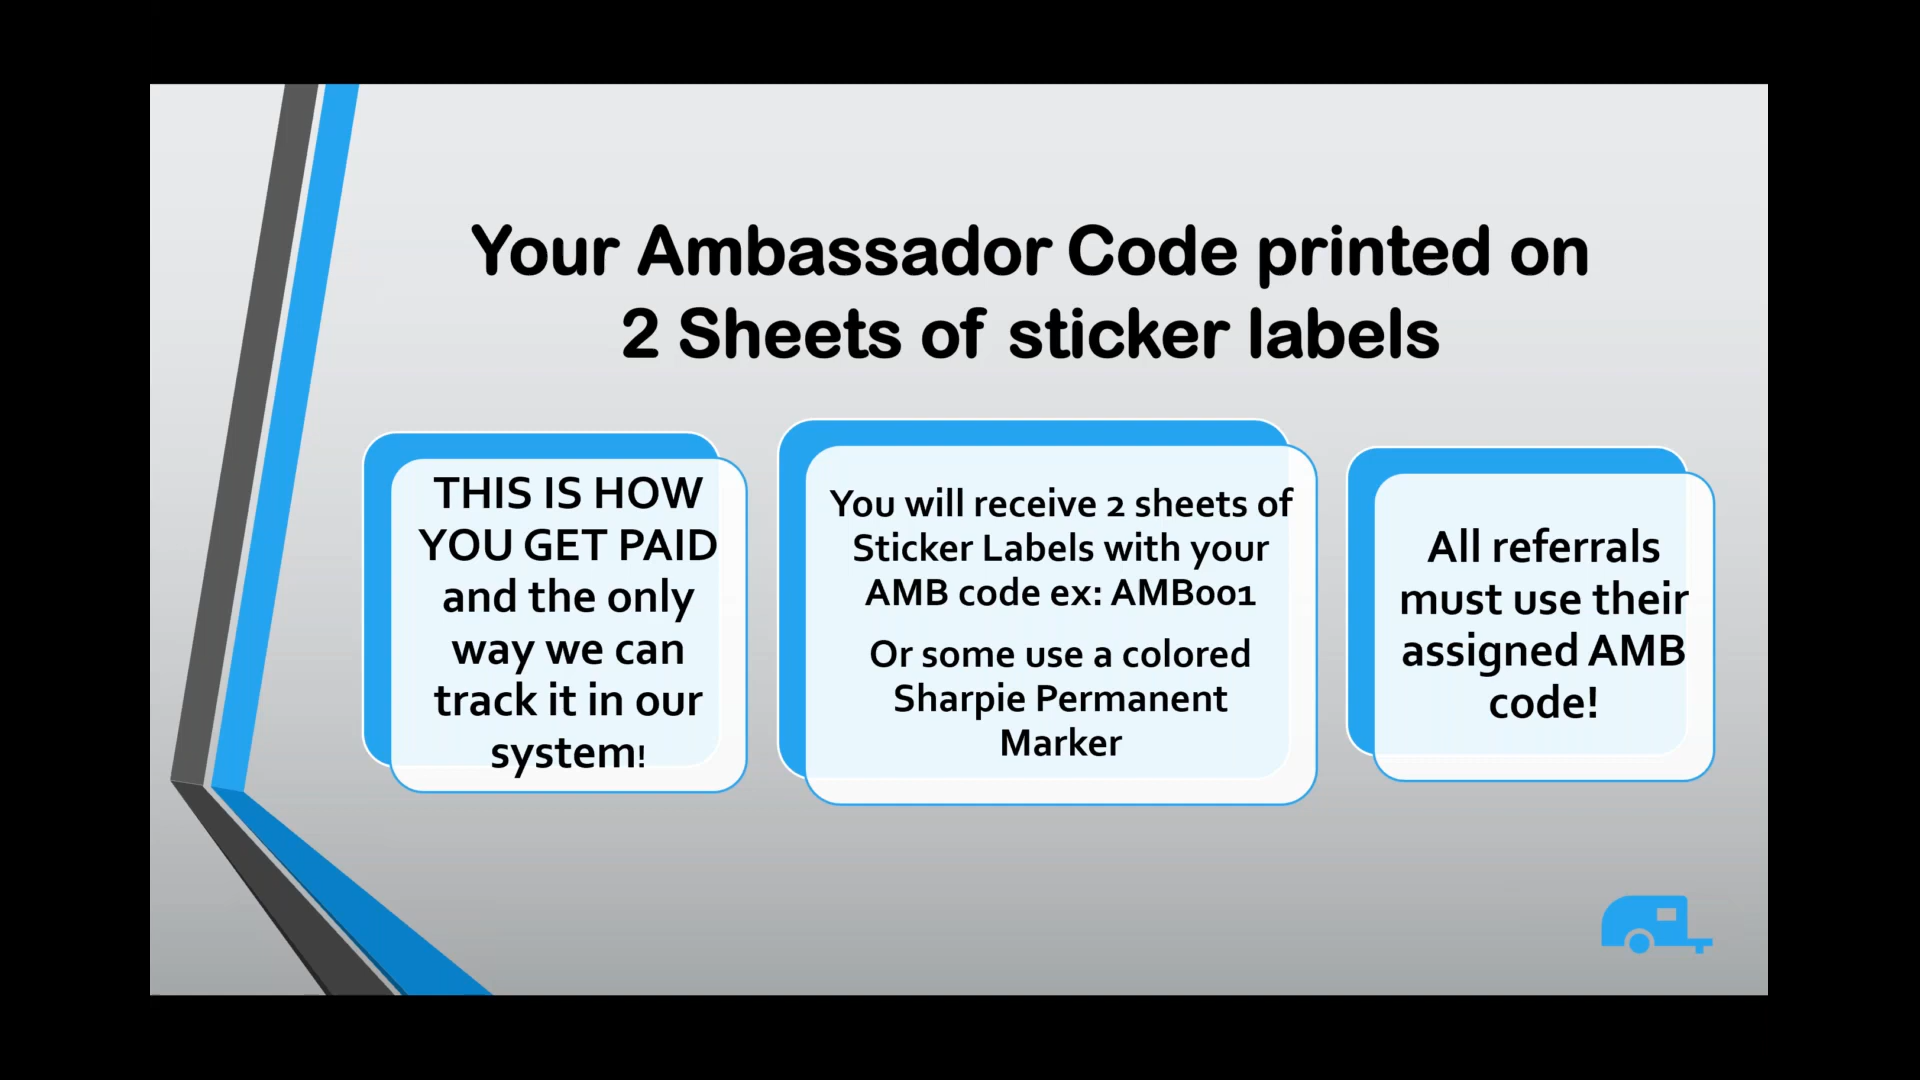 Your Ambassador Code printed on
2 Sheets of sticker labels
THIS IS HOW
YOU GET PAID
and the only
way we can
track it in our
system!
You will receive 2 sheets of
Sticker Labels with your
AMB code ex: AMB001
Or some use a colored
Sharpie Permanent
Marker
All referrals
must use their
assigned AMB
code!